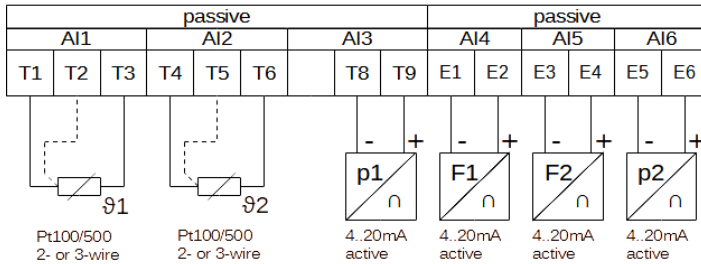 passive passive
AI1 AI2 AI3 AI4 AI5 AI6
T1 T2 T3 T4 T5 T6 T8 T9 E1 E2 E3 E4 E5 E6
- + - + - + - +
p1 F1 F2 p2
∩ ∩ ∩ ∩
ϑ1 ϑ2
Pt100/500 Pt100/500 4..20mA 4..20mA 4..20mA 4..20mA
2- or 3-wire 2- or 3-wire active active active active